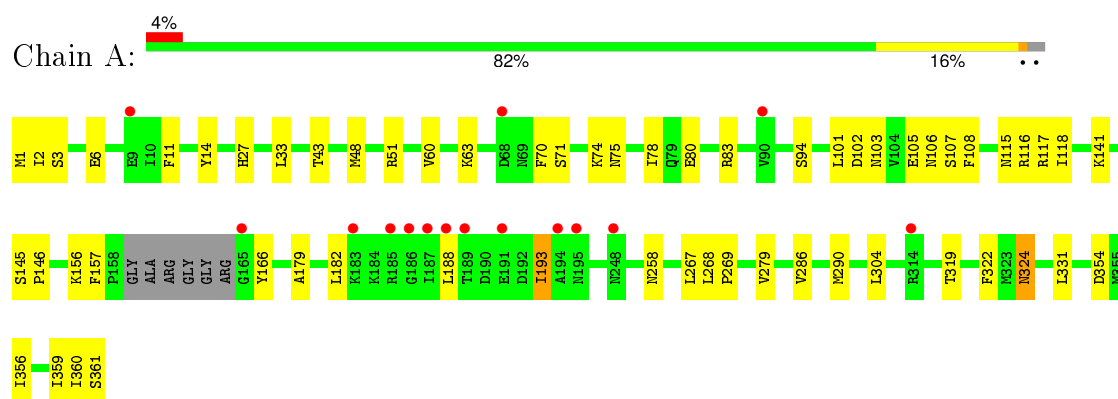 4%
Chain A:
82% 16% • •
M1 I2 S3 E6 E9 I10 F11 Y14 H27 L33 T43 M48 R51 V60 K63 D68 N69 F70 S71 K74 N75 I78 Q79 E80 R83 V90 S94 L101 D102 N103 V104 E105 N106 S107 F108 N115 R116 R117 I118 K141
S145 P146 K156 F157 P158 GLY ALA ARG GLY GLY ARG G165 Y166 A179 L182 K183 K184 R185 G186 I187 L188 T189 D190 E191 D192 I193 A194 N195 N248 N258 L267 L268 P269 V279 V286 M290 L304 R314 T319 F322 M323 N324 L331 D354 M355
I356 I359 I360 S361